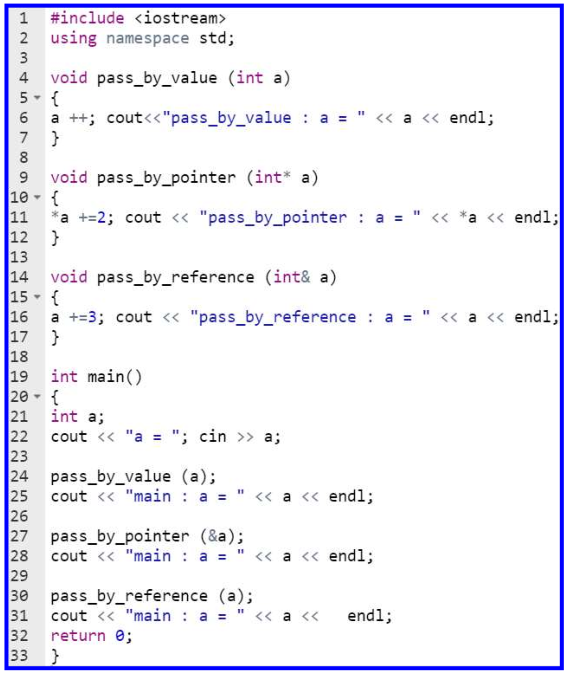 1 #include <iostream>
2 using namespace std;
3
4 void pass_by_value (int a)
5 {
6 a ++; cout<<"pass_by_value : a = " << a << endl;
7 }
8
9 void pass_by_pointer (int* a)
10 {
11 *a +=2; cout << "pass_by_pointer : a = " << *a << endl;
12 }
13
14 void pass_by_reference (int& a)
15 {
16 a +=3; cout << "pass_by_reference : a = " << a << endl;
17 }
18
19 int main()
20 {
21 int a;
22 cout << "a = "; cin >> a;
23
24 pass_by_value (a);
25 cout << "main : a = " << a << endl;
26
27 pass_by_pointer (&a);
28 cout << "main : a = " << a << endl;
29
30 pass_by_reference (a);
31 cout << "main : a = " << a <<   endl;
32 return 0;
33 }